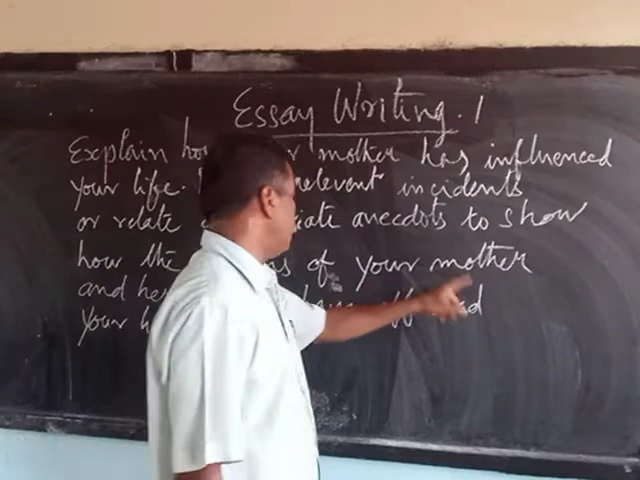 Essay Writing. 1
Explain how mother has influenced
your life. relevant incidents
or relate anecdots to show
how the of your mother
and her
your